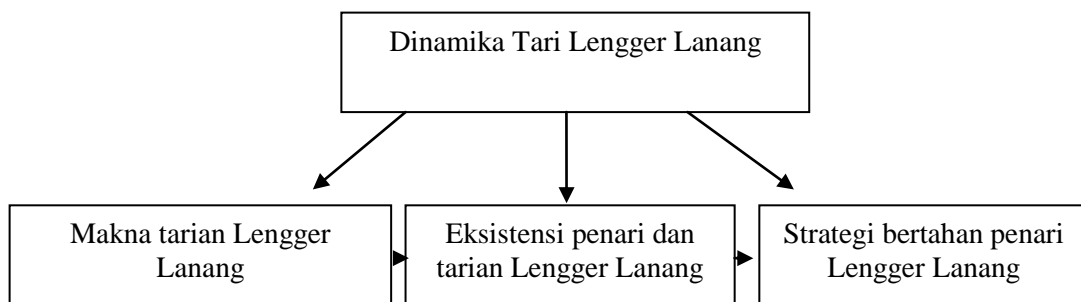 Dinamika Tari Lengger Lanang
Makna tarian Lengger
Lanang
Eksistensi penari dan
tarian Lengger Lanang
Strategi bertahan penari
Lengger Lanang